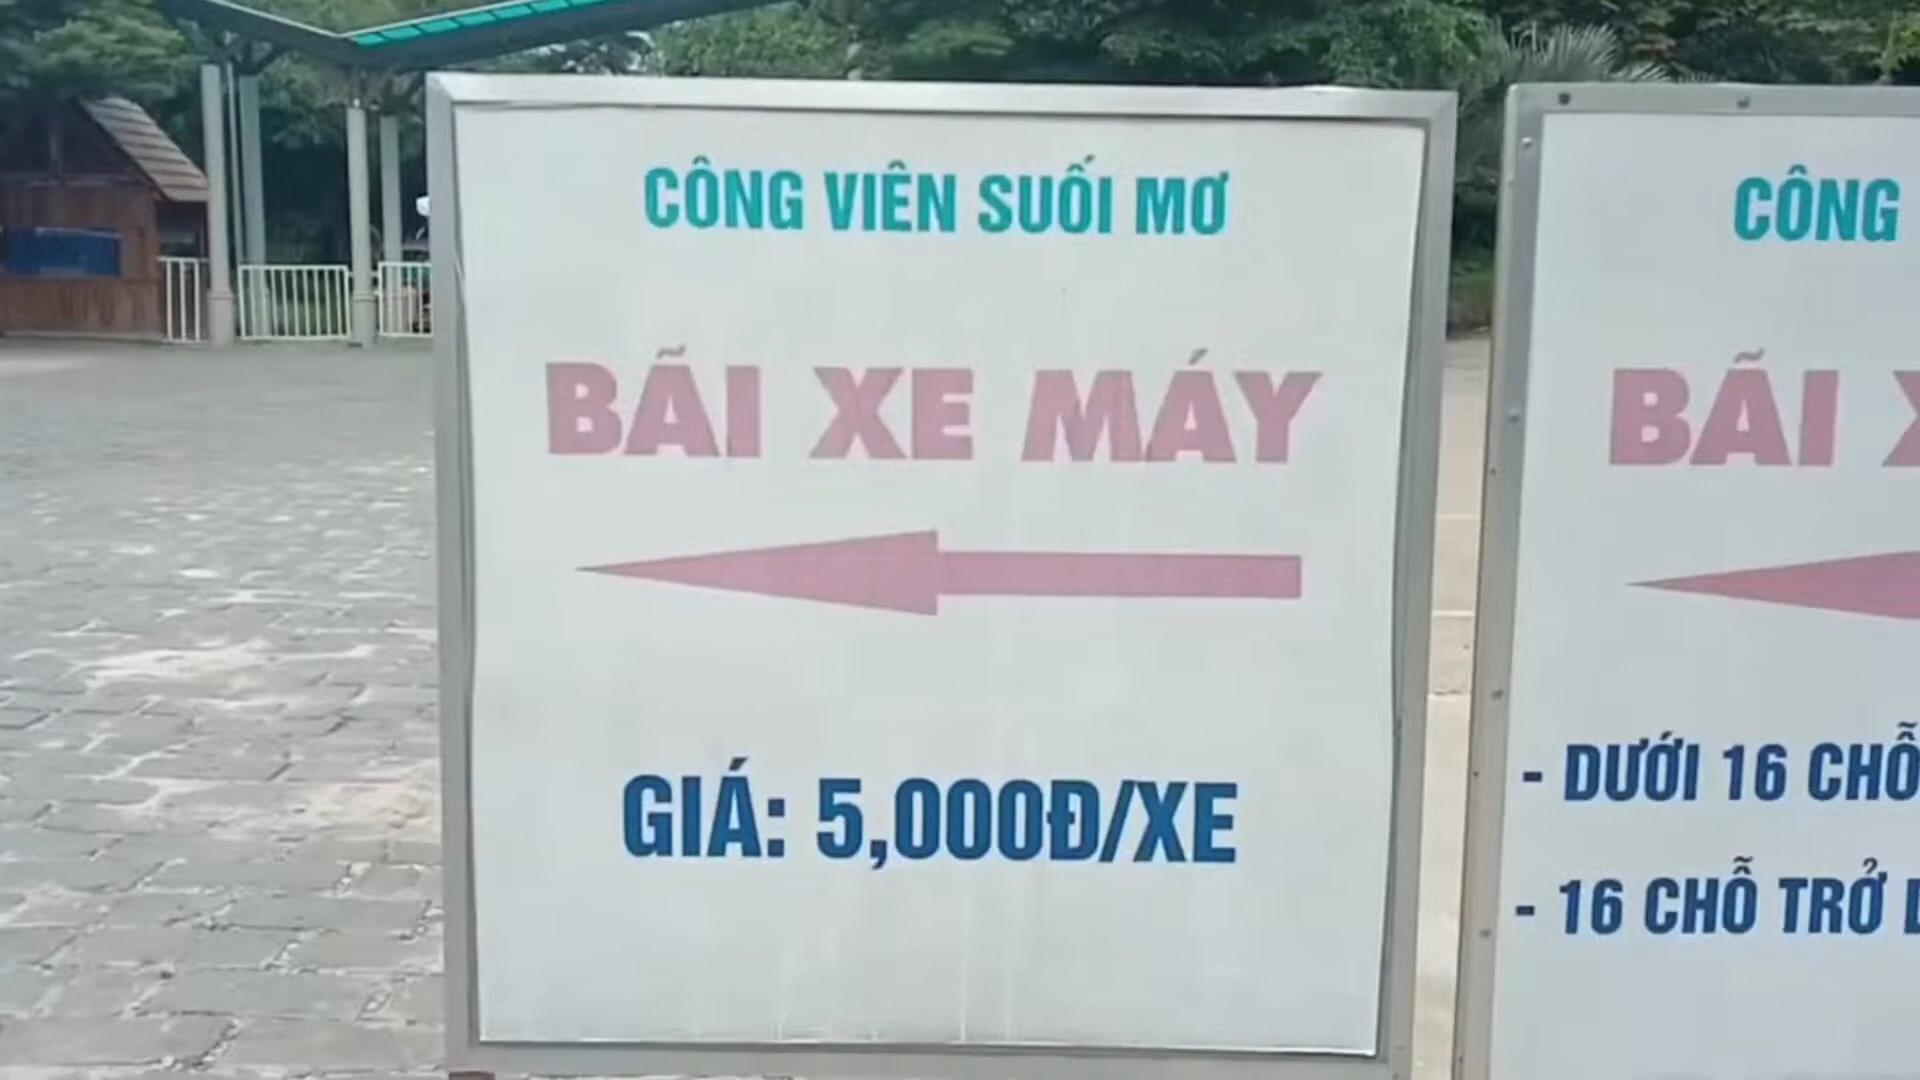 CÔNG VIÊN SUỐI MƠ
BÃI XE MÁY
GIÁ: 5,000Đ/XE
CÔNG
BÃI
- DƯỚI 16 CHỖ
- 16 CHỖ TRỞ